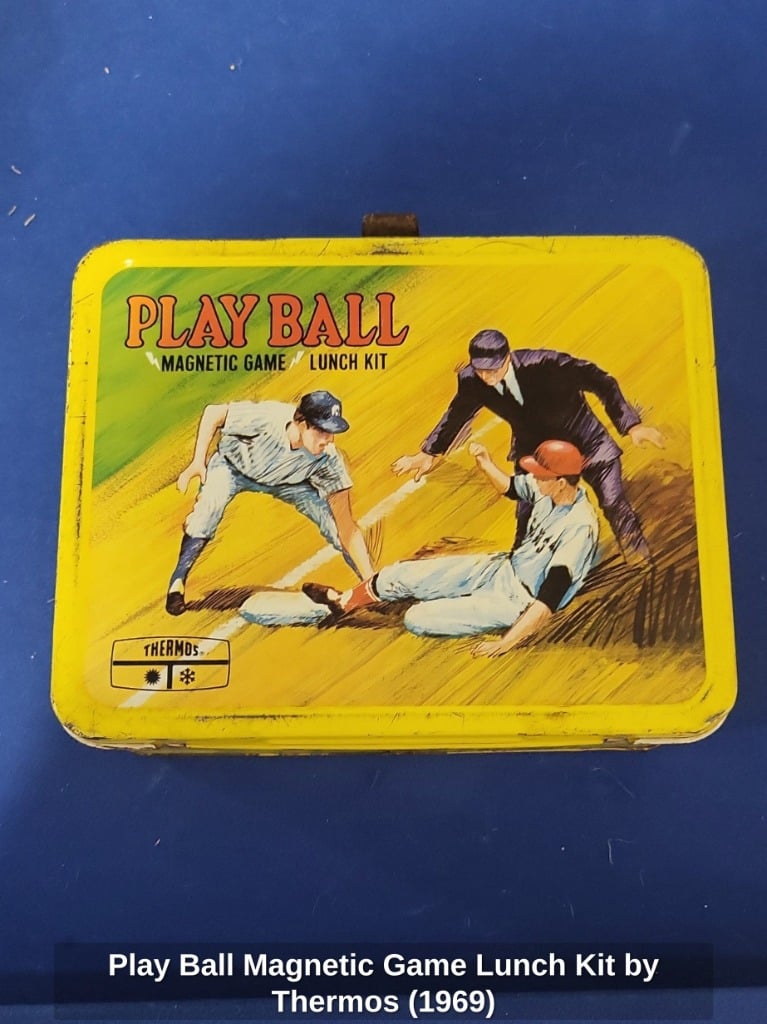 PLAY BALL
MAGNETIC GAME LUNCH KIT
THERMOS®
Play Ball Magnetic Game Lunch Kit by
Thermos (1969)